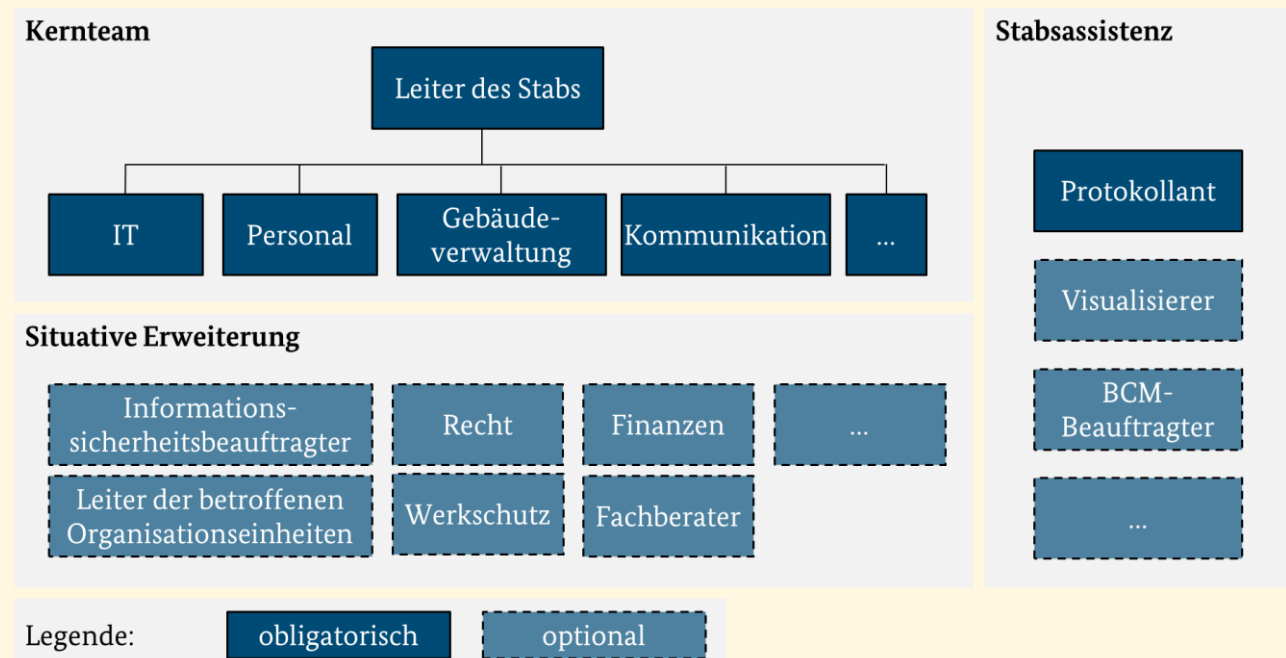 Kernteam
Leiter des Stabs
IT
Personal
Gebäude-
verwaltung
Kommunikation
...
Situative Erweiterung
Informations-
sicherheitsbeauftragter
Recht
Finanzen
...
Leiter der betroffenen
Organisationseinheiten
Werkschutz
Fachberater
Stabsassistenz
Protokollant
Visualisierer
BCM-
Beauftragter
...
Legende:
obligatorisch
optional